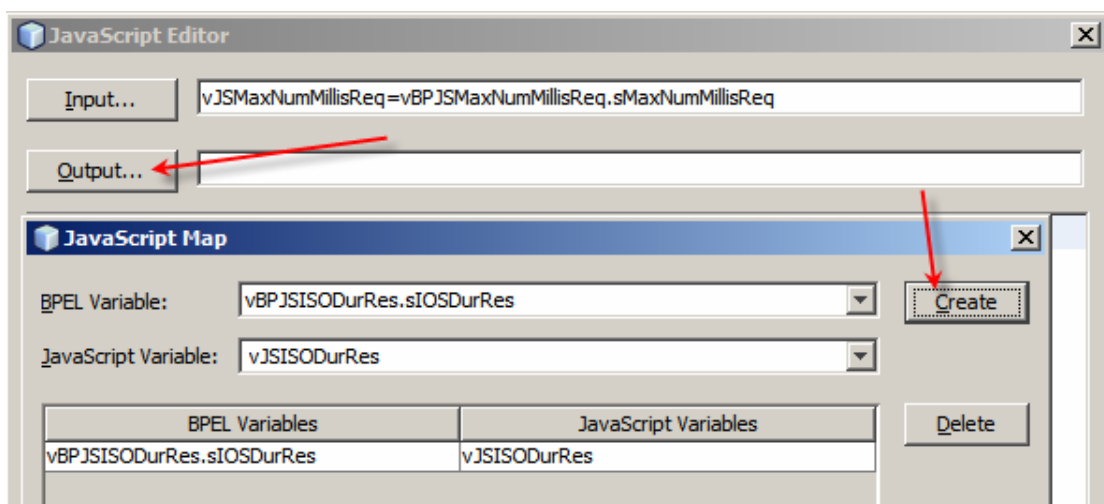 JavaScript Editor
Input... vJSMaxNumMillisReq=vBPJSMaxNumMillisReq.sMaxNumMillisReq
Output...
JavaScript Map
BPEL Variable: vBPJSISODurRes.sIOSDurRes Create
JavaScript Variable: vJSISODurRes
BPEL Variables JavaScript Variables Delete
vBPJSISODurRes.sIOSDurRes vJSISODurRes